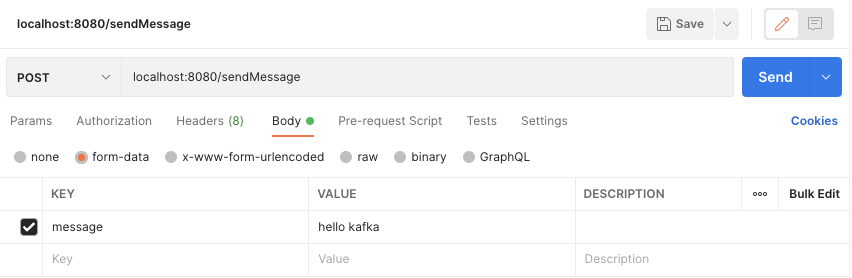 localhost:8080/sendMessage Save
POST localhost:8080/sendMessage Send
Params Authorization Headers (8) Body Pre-request Script Tests Settings Cookies
none form-data x-www-form-urlencoded raw binary GraphQL
KEY VALUE DESCRIPTION Bulk Edit
message hello kafka
Key Value Description